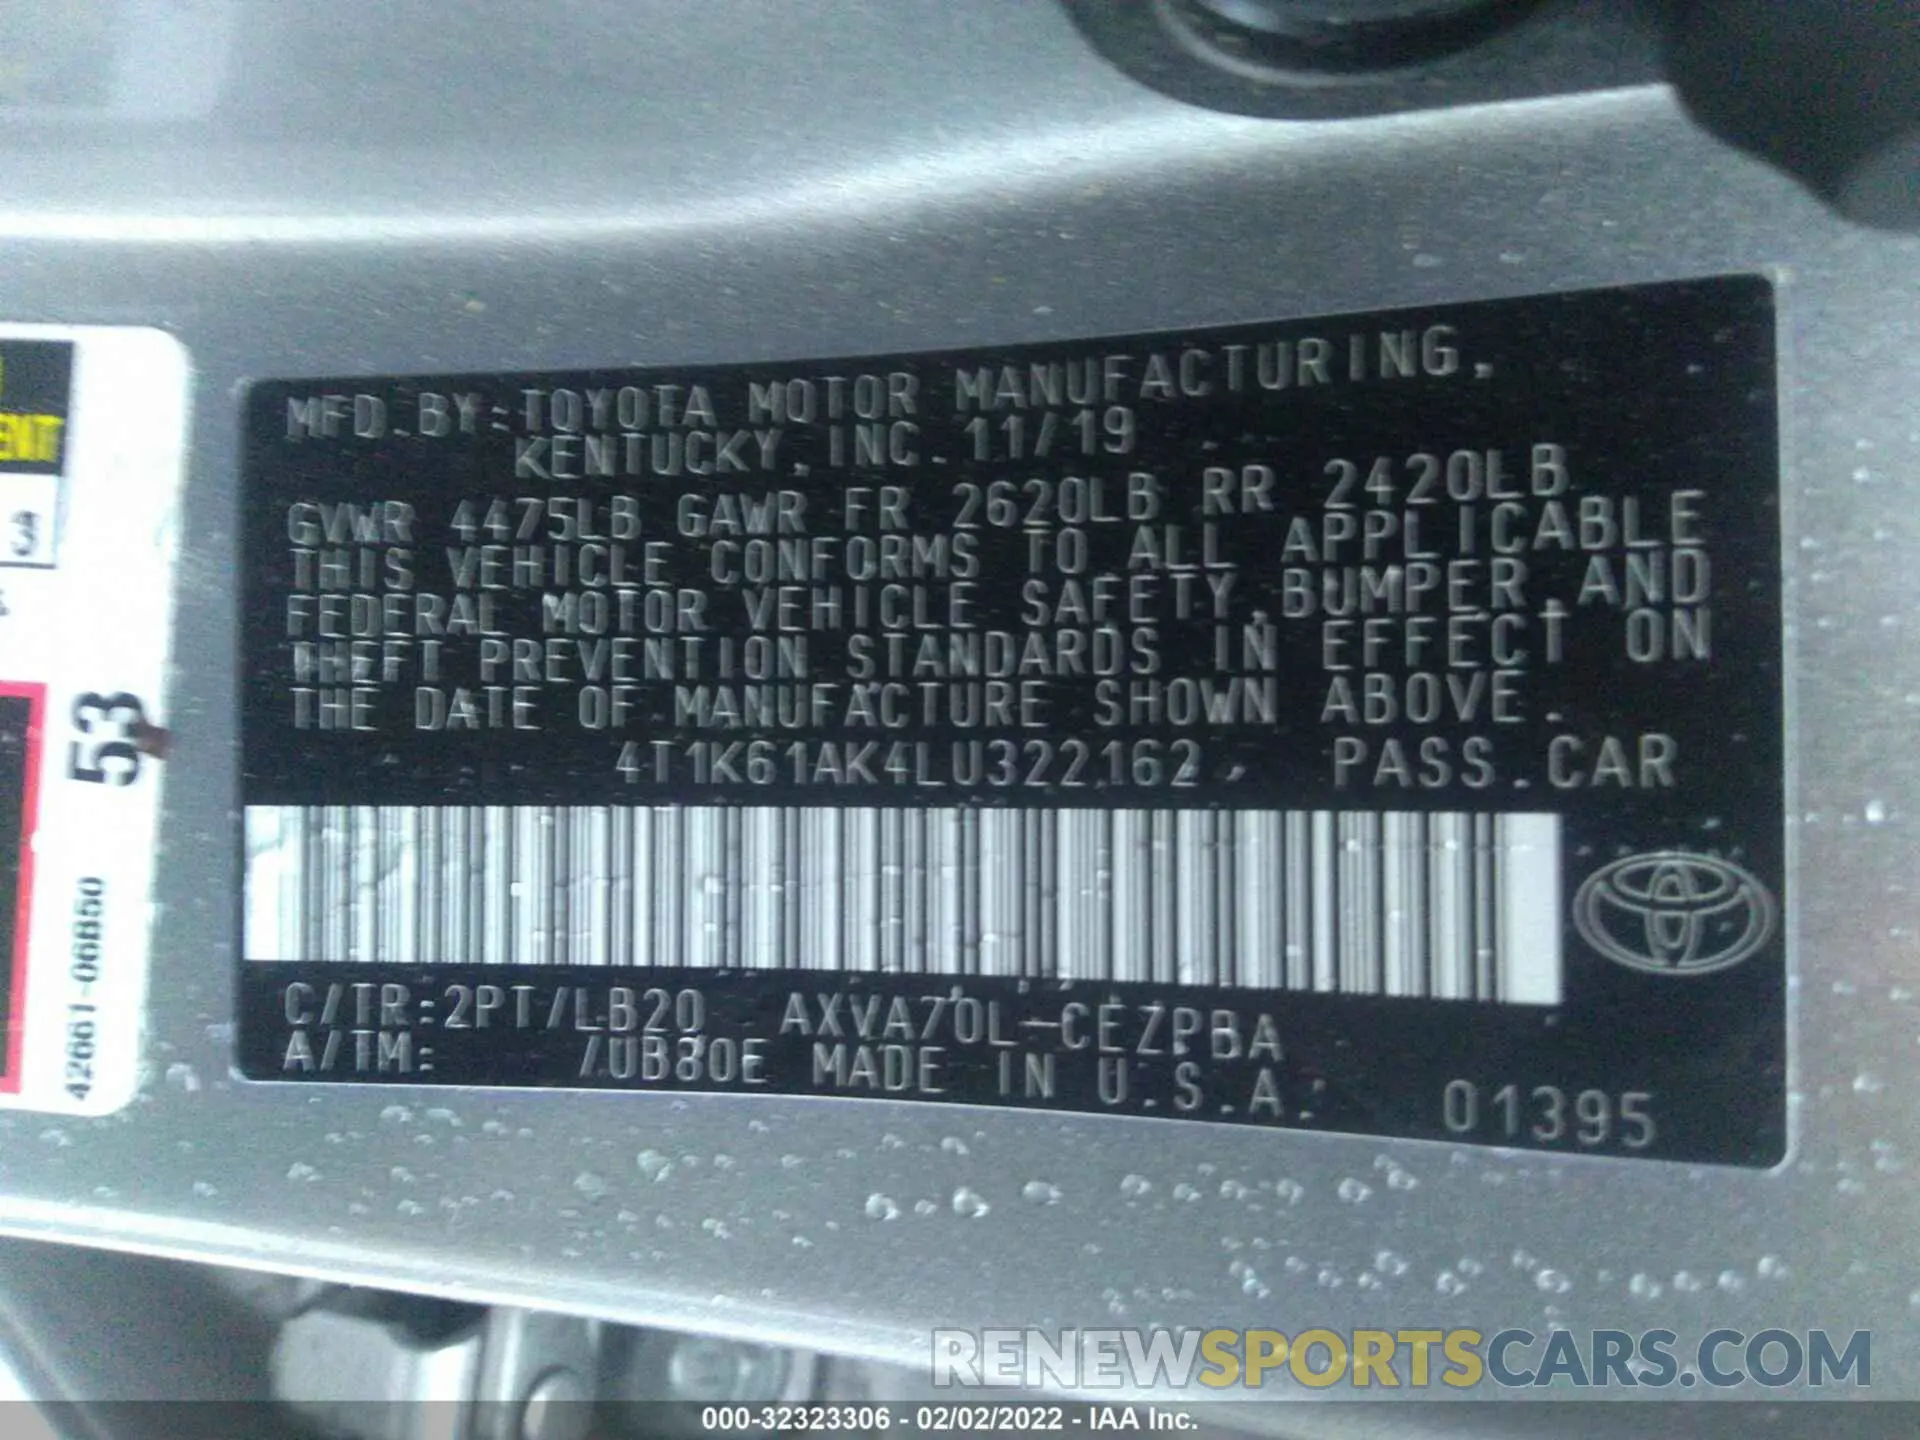 MFD.BY:TOYOTA MOTOR MANUFACTURING,
KENTUCKY, INC. 11/19
GVWR 4475LB GAWR FR 2620LB RR 2420LB
THIS VEHICLE CONFORMS TO ALL APPLICABLE
FEDERAL MOTOR VEHICLE SAFETY,BUMPER,AND
THEFT PREVENTION STANDARDS IN EFFECT ON
THE DATE OF MANUFACTURE SHOWN ABOVE.
4T1K61AK4LU322162 PASS.CAR
C/TR:2PT/LB20 AXVA70L-CEZPBA
A/TM: /UB80E MADE IN U.S.A.
01395
3
53
42661-06B50
RENEWSPORTSCARS.COM
000-32323306 - 02/02/2022 - IAA Inc.